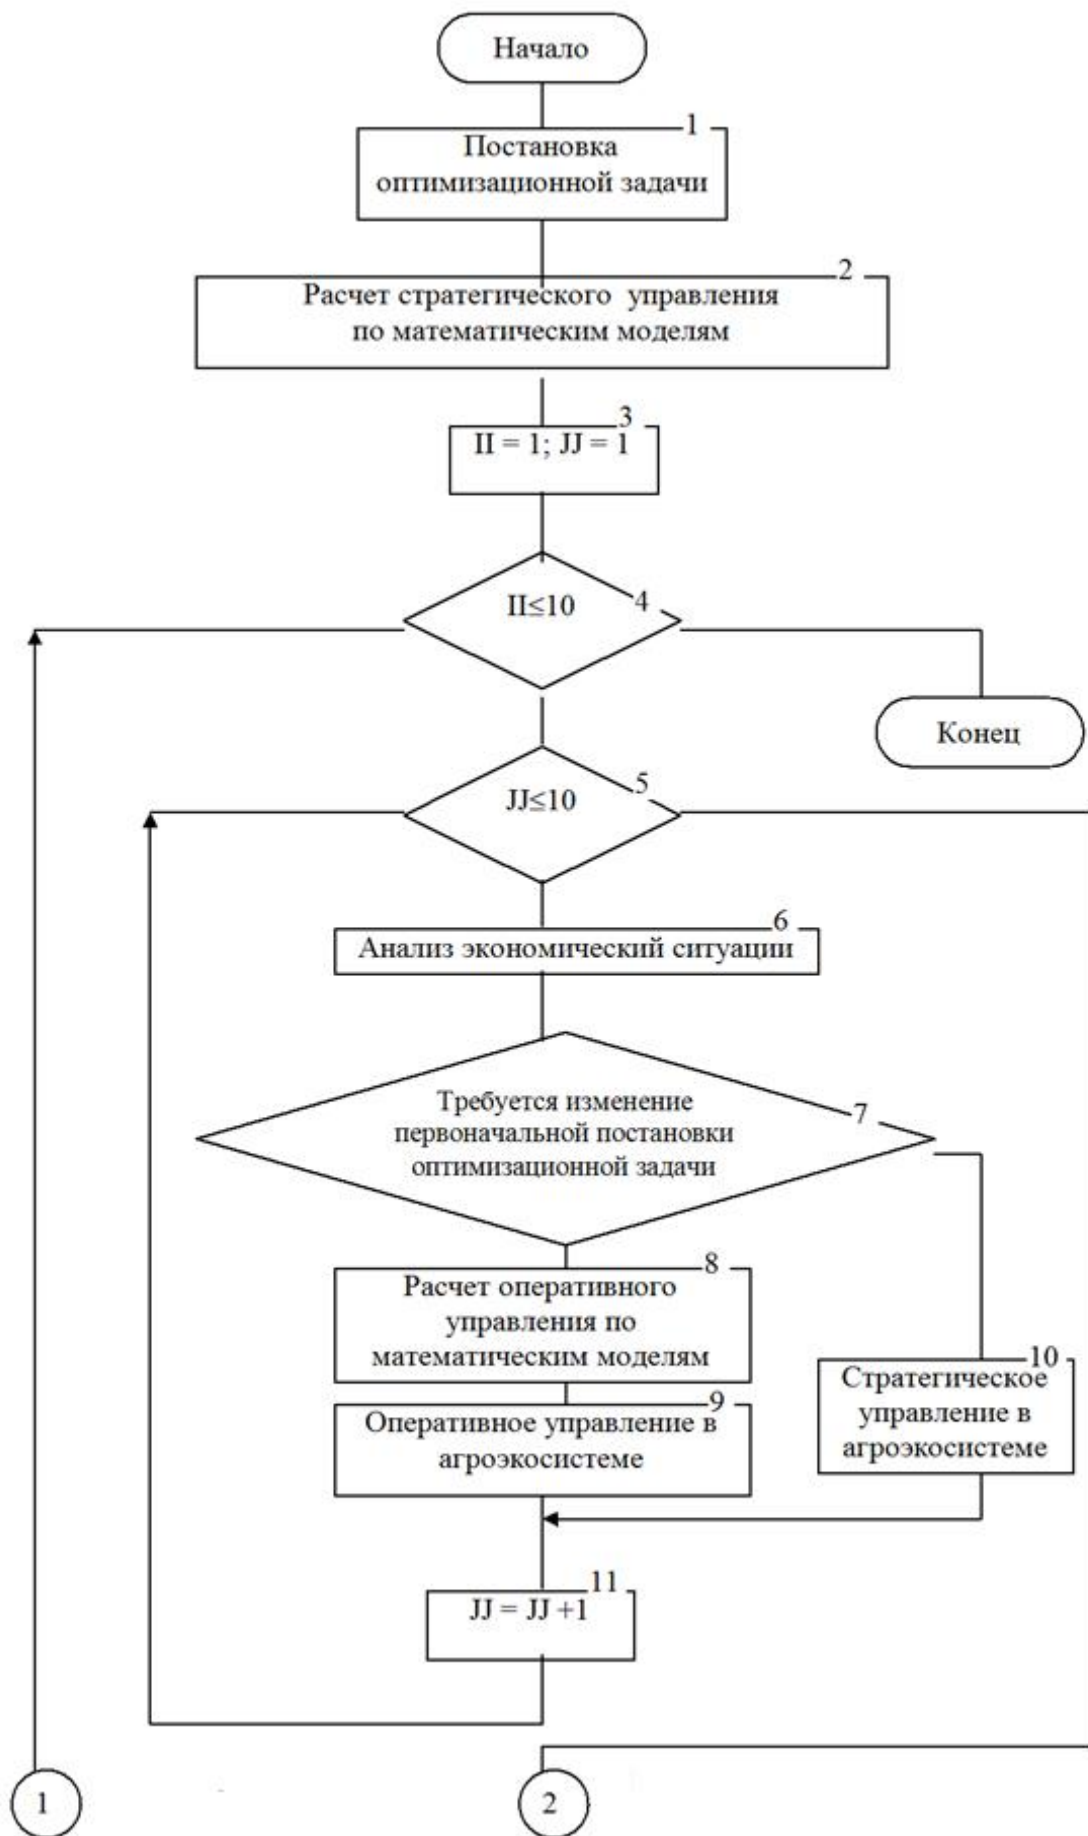 Начало
1
Постановка
оптимизационной задачи
2
Расчет стратегического управления
по математическим моделям
3
II = 1; JJ = 1
II≤10
4
Конец
JJ≤10
5
6
Анализ экономический ситуации
Требуется изменение
первоначальной постановки
оптимизационной задачи
7
8
Расчет оперативного
управления по
математическим моделям
9
Оперативное управление в
агроэкосистеме
10
Стратегическое
управление в
агроэкосистеме
11
JJ = JJ +1
1
2